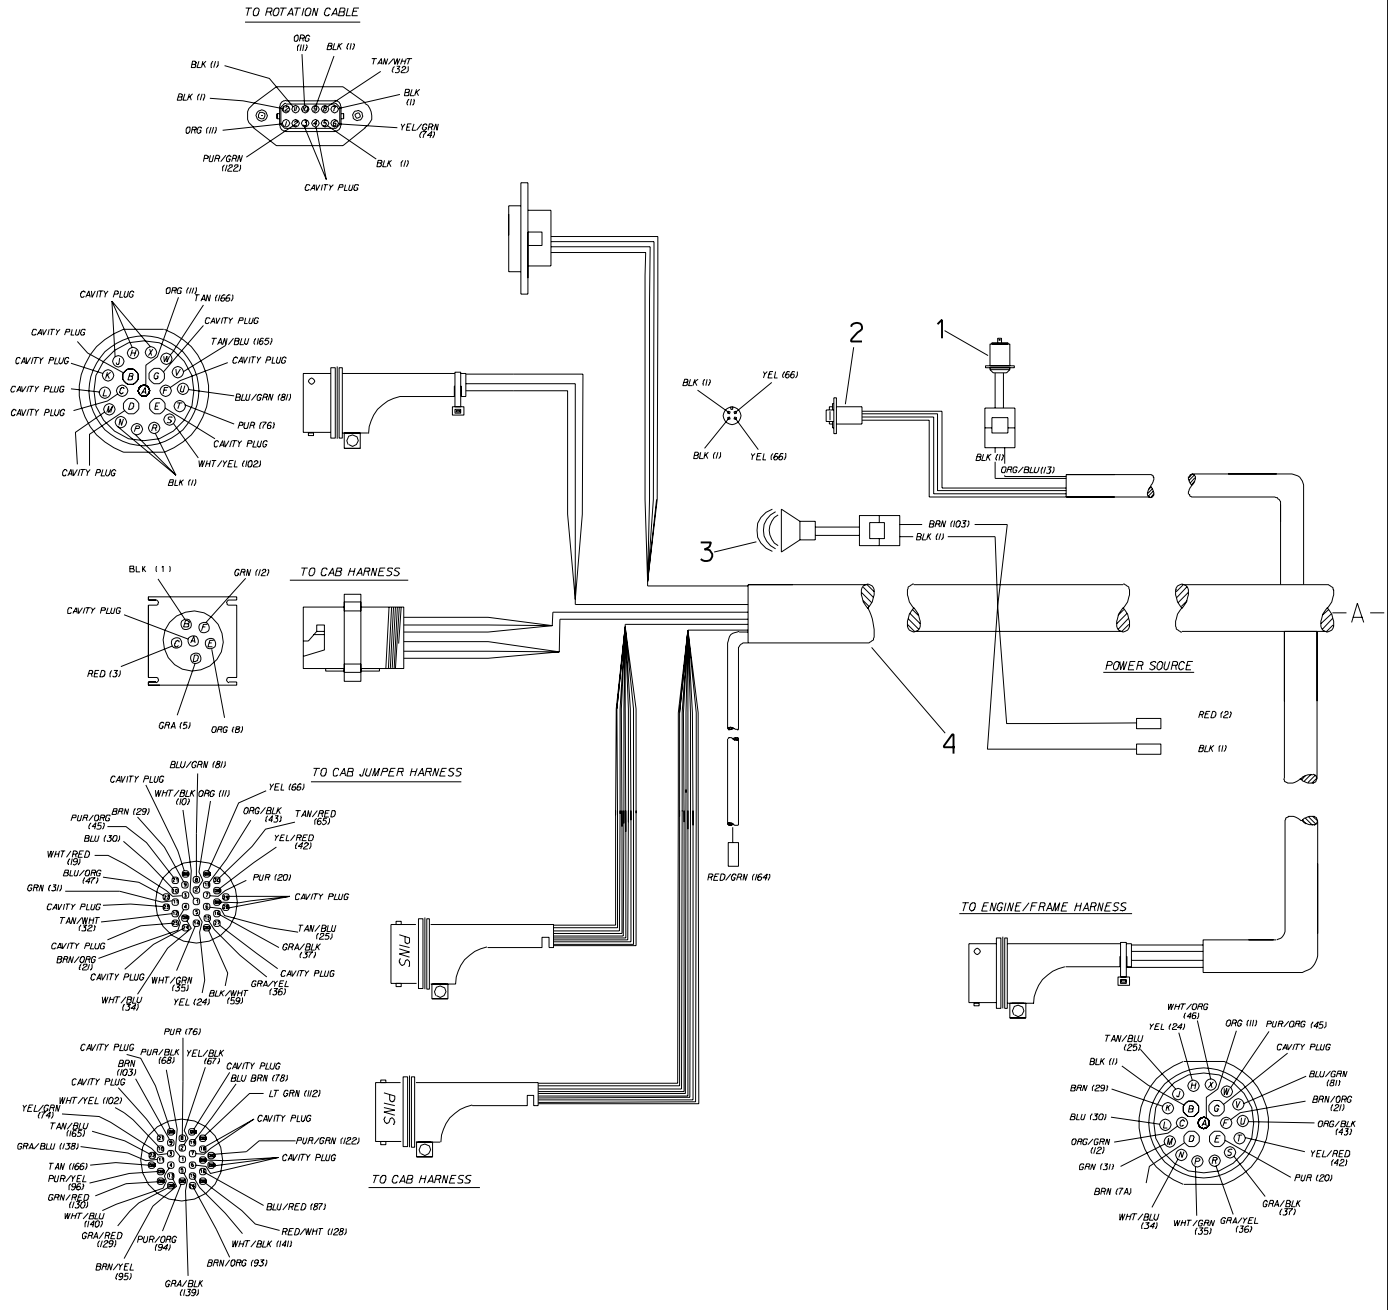 TO ROTATION CABLE
ORG
(11)
BLK (1)
BLK (1)
TAN/WHT
(32)
BLK (1)
BLK
(1)
ORG (11)
YEL/GRN
(74)
PUR/GRN
(122)
BLK (1)
CAVITY PLUG
CAVITY PLUG
ORG (11)
TAN (166)
CAVITY PLUG
CAVITY PLUG
TAN/BLU (165)
CAVITY PLUG
CAVITY PLUG
CAVITY PLUG
BLU/GRN (81)
CAVITY PLUG
PUR (76)
CAVITY PLUG
CAVITY PLUG
WHT/YEL (102)
BLK (1)
J H X W
K B G V
L C A F U
M D E T
N P R S
BLK (1)
YEL (66)
BLK (1)
YEL (66)
2
1
BLK (1)
ORG/BLU (13)
3
BRN (103)
BLK (1)
BLK (1)
GRN (12)
TO CAB HARNESS
CAVITY PLUG
B F
C A E
D
RED (3)
GRA (5)
ORG (8)
A
POWER SOURCE
RED (2)
BLK (1)
4
BLU/GRN (81)
TO CAB JUMPER HARNESS
CAVITY PLUG
WHT/BLK
(10)
ORG (11)
YEL (66)
BRN (29)
ORG/BLK
(43)
TAN/RED
(65)
PUR/ORG
(45)
BLU (30)
YEL/RED
(42)
WHT/RED
(19)
BLU/ORG
(47)
PUR (20)
GRN (31)
CAVITY PLUG
CAVITY PLUG
TAN/WHT
(32)
TAN/BLU
(25)
CAVITY PLUG
GRA/BLK
(37)
BRN/ORG
(21)
CAVITY PLUG
CAVITY PLUG
WHT/GRN
(35)
GRA/YEL
(36)
WHT/BLU
(34)
YEL (24)
BLK/WHT
(59)
PINS
RED/GRN (164)
TO ENGINE/FRAME HARNESS
PUR (76)
CAVITY PLUG
PUR/BLK
(68)
YEL/BLK
(67)
BRN
(103)
CAVITY PLUG
BLU BRN (78)
CAVITY PLUG
LT GRN (112)
WHT/YEL (102)
YEL/GRN
(74)
CAVITY PLUG
TAN/BLU
(165)
PUR/GRN (122)
GRA/BLU (138)
CAVITY PLUG
TAN (166)
PUR/YEL
(96)
GRN/RED
(130)
BLU/RED (87)
WHT/BLU
(140)
GRA/RED
(129)
RED/WHT (128)
PUR/ORG
(94)
WHT/BLK (141)
BRN/YEL
(95)
BRN/ORG (93)
GRA/BLK
(139)
PINS
TO CAB HARNESS
WHT/ORG
(46)
YEL (24)
ORG (11)
PUR/ORG (45)
TAN/BLU
(25)
CAVITY PLUG
BLK (1)
BLU/GRN
(81)
BRN (29)
BRN/ORG
(21)
BLU (30)
ORG/BLK
(43)
ORG/GRN
(12)
YEL/RED
(42)
GRN (31)
PUR (20)
BRN (7A)
GRA/BLK
(37)
WHT/BLU
(34)
WHT/GRN
(35)
GRA/YEL
(36)
J H X W
K B G V
L C A F U
M D E T
N P R S